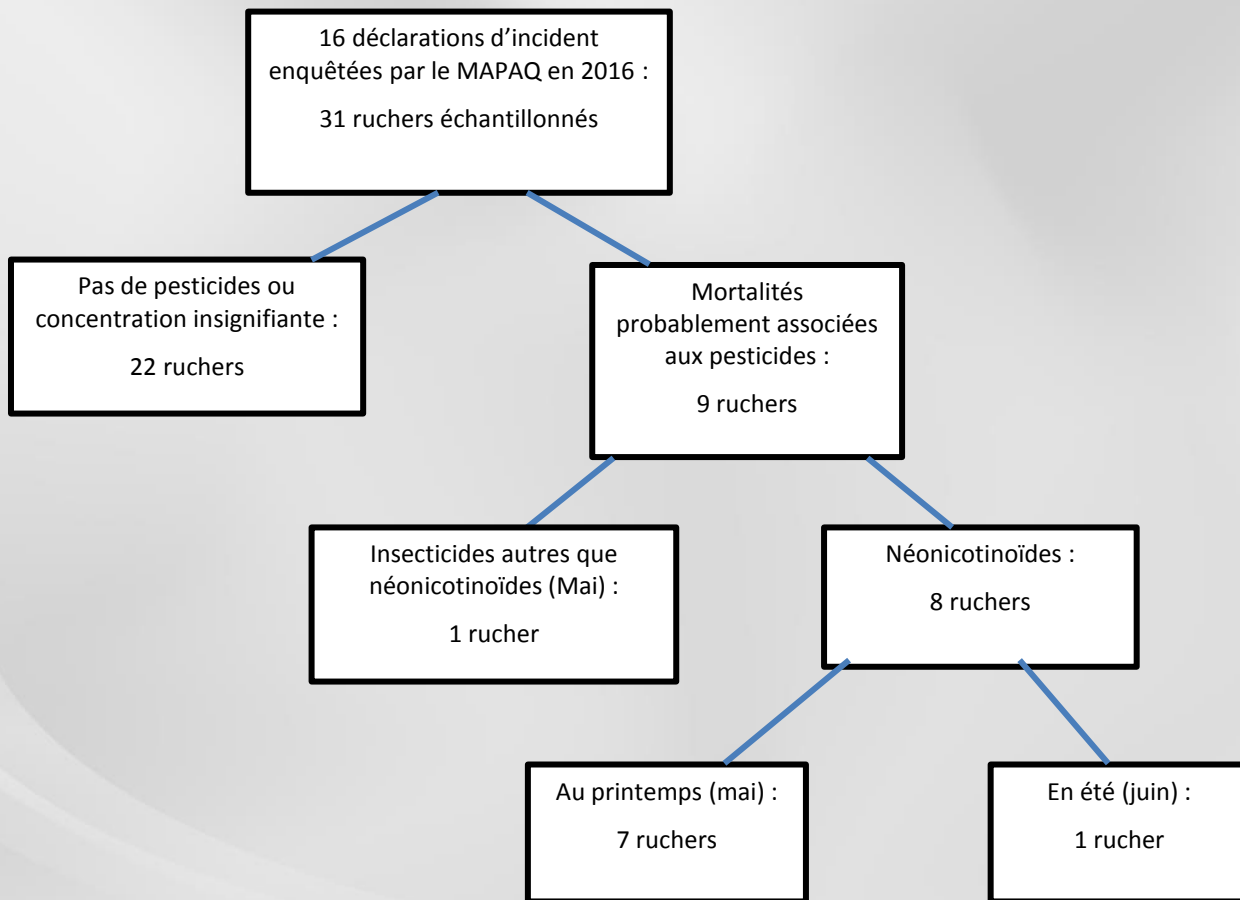 16 déclarations d’incident
enquêtées par le MAPAQ en 2016 :
31 ruchers échantillonnés
Pas de pesticides ou
concentration insignifiante :
22 ruchers
Mortalités
probablement associées
aux pesticides :
9 ruchers
Insecticides autres que
néonicotinoïdes (Mai) :
1 rucher
Néonicotinoïdes :
8 ruchers
Au printemps (mai) :
7 ruchers
En été (juin) :
1 rucher